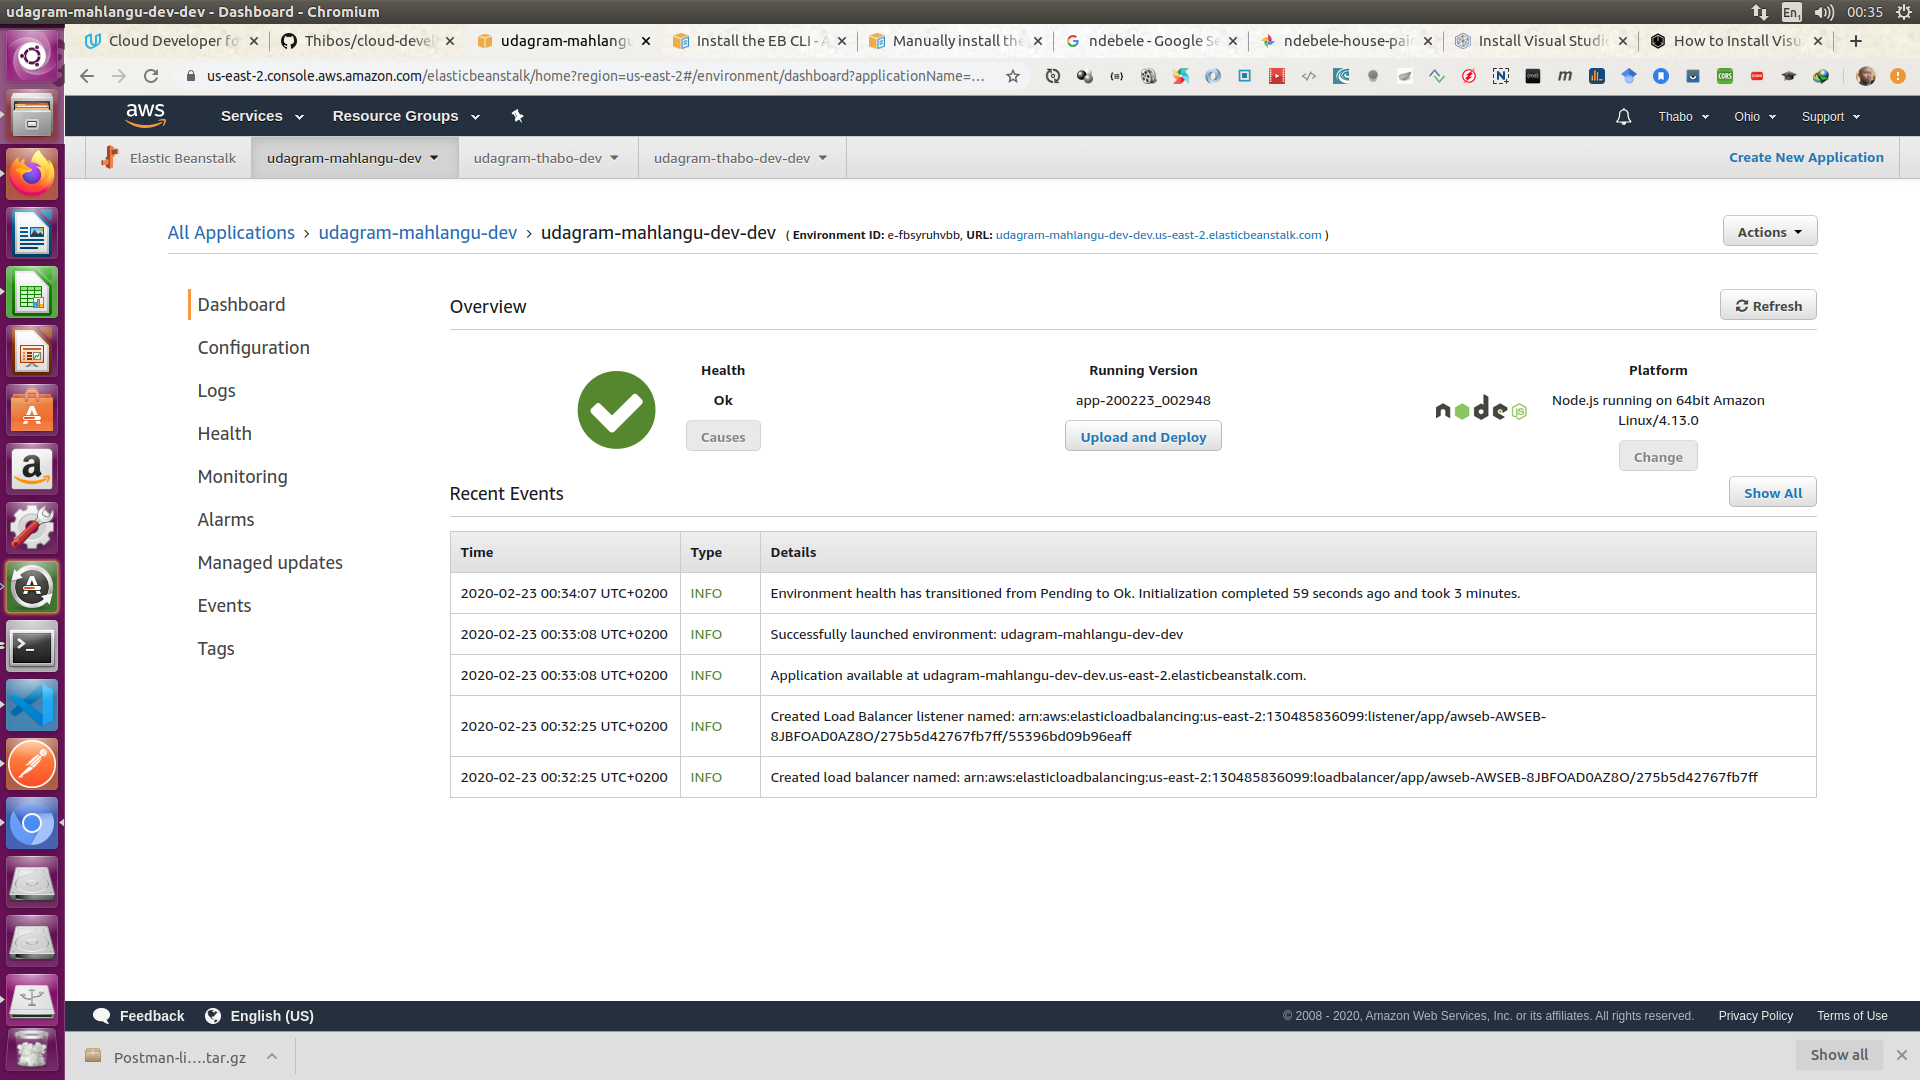 udagram-mahlangu-dev-dev - Dashboard - Chromium
En1
00:35
Cloud Developer fo
Thibos/cloud-devel
udagram-mahlangu
Install the EB CLI - A
Manually install the
ndebele - Google Se
ndebele-house-pain
Install Visual Studio
How to Install Visu
us-east-2.console.aws.amazon.com/elasticbeanstalk/home?region=us-east-2#/environment/dashboard?applicationName=...
aws
Services
Resource Groups
Thabo
Ohio
Support
Elastic Beanstalk
udagram-mahlangu-dev
udagram-thabo-dev
udagram-thabo-dev-dev
Create New Application
All Applications › udagram-mahlangu-dev › udagram-mahlangu-dev-dev ( Environment ID: e-fbsyruhvbb, URL: udagram-mahlangu-dev-dev.us-east-2.elasticbeanstalk.com )
Actions
Dashboard
Configuration
Logs
Health
Monitoring
Alarms
Managed updates
Events
Tags
Overview
Refresh
Health
Ok
Causes
Running Version
app-200223_002948
Upload and Deploy
node JS
Platform
Node.js running on 64bit Amazon
Linux/4.13.0
Change
Recent Events
Show All
Time Type Details
2020-02-23 00:34:07 UTC+0200 INFO Environment health has transitioned from Pending to Ok. Initialization completed 59 seconds ago and took 3 minutes.
2020-02-23 00:33:08 UTC+0200 INFO Successfully launched environment: udagram-mahlangu-dev-dev
2020-02-23 00:33:08 UTC+0200 INFO Application available at udagram-mahlangu-dev-dev.us-east-2.elasticbeanstalk.com.
2020-02-23 00:32:25 UTC+0200 INFO Created Load Balancer listener named: arn:aws:elasticloadbalancing:us-east-2:130485836099:listener/app/awseb-AWSEB-
8JBFOAD0AZ8O/275b5d42767fb7ff/55396bd09b96eaff
2020-02-23 00:32:25 UTC+0200 INFO Created load balancer named: arn:aws:elasticloadbalancing:us-east-2:130485836099:loadbalancer/app/awseb-AWSEB-8JBFOAD0AZ8O/275b5d42767fb7ff
Feedback
English (US)
© 2008 - 2020, Amazon Web Services, Inc. or its affiliates. All rights reserved.
Privacy Policy
Terms of Use
Postman-li....tar.gz
Show all